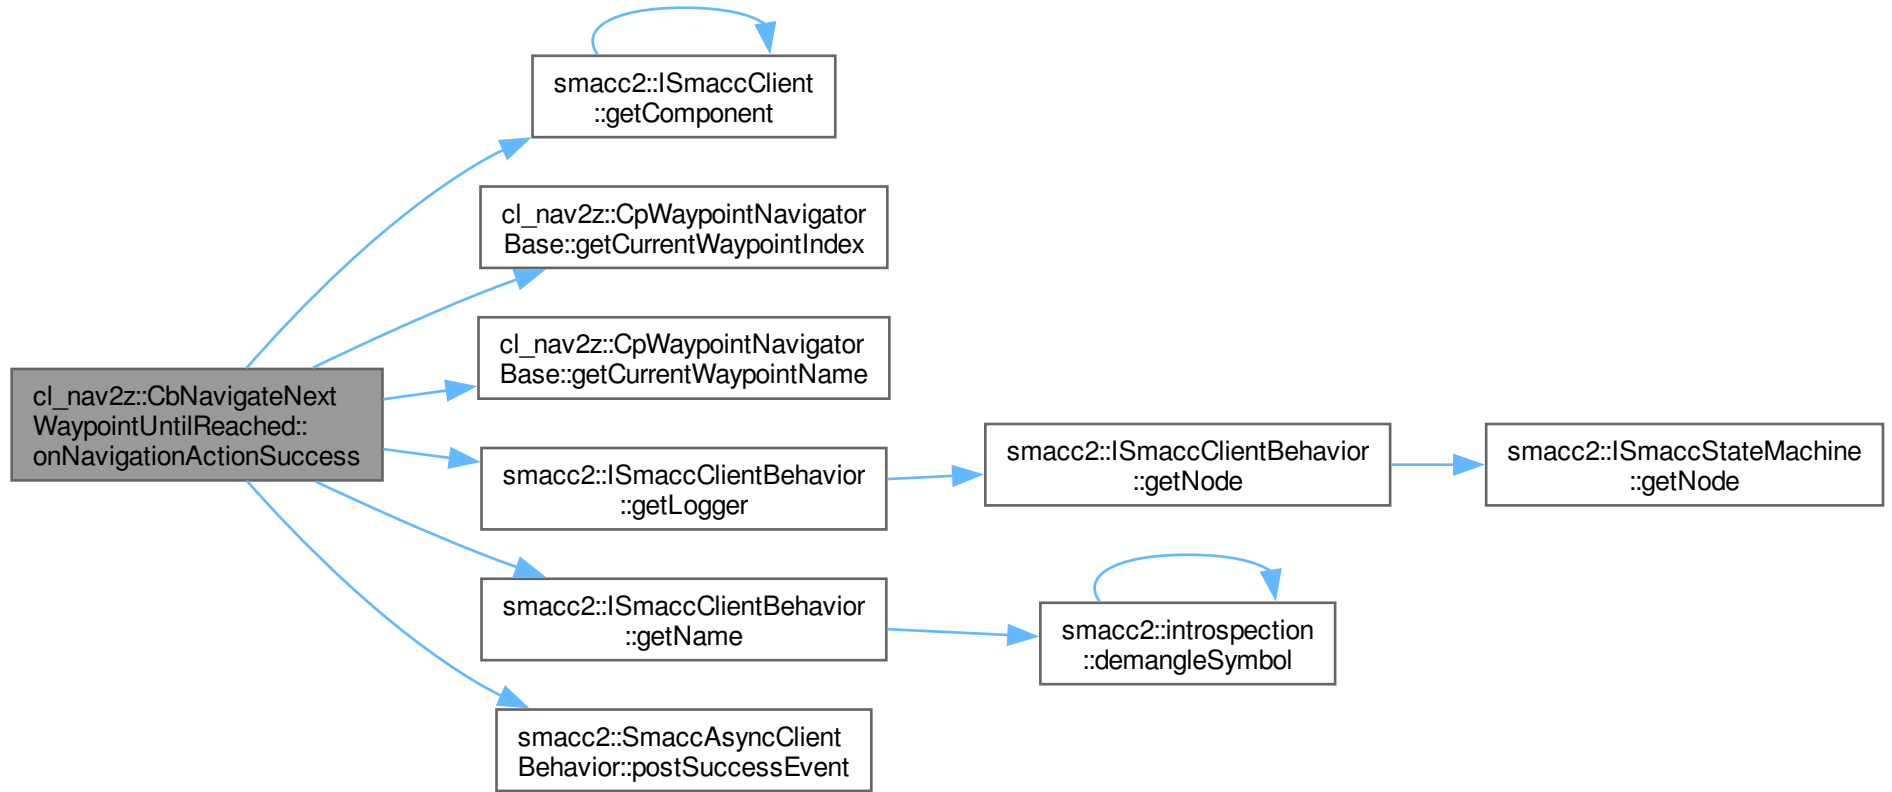 smacc2::ISmaccClient
::getComponent
cl_nav2z::CpWaypointNavigator
Base::getCurrentWaypointIndex
cl_nav2z::CpWaypointNavigator
Base::getCurrentWaypointName
cl_nav2z::CbNavigateNext
WaypointUntilReached::
onNavigationActionSuccess
smacc2::ISmaccClientBehavior
::getLogger
smacc2::ISmaccClientBehavior
::getNode
smacc2::ISmaccStateMachine
::getNode
smacc2::ISmaccClientBehavior
::getName
smacc2::introspection
::demangleSymbol
smacc2::SmaccAsyncClient
Behavior::postSuccessEvent